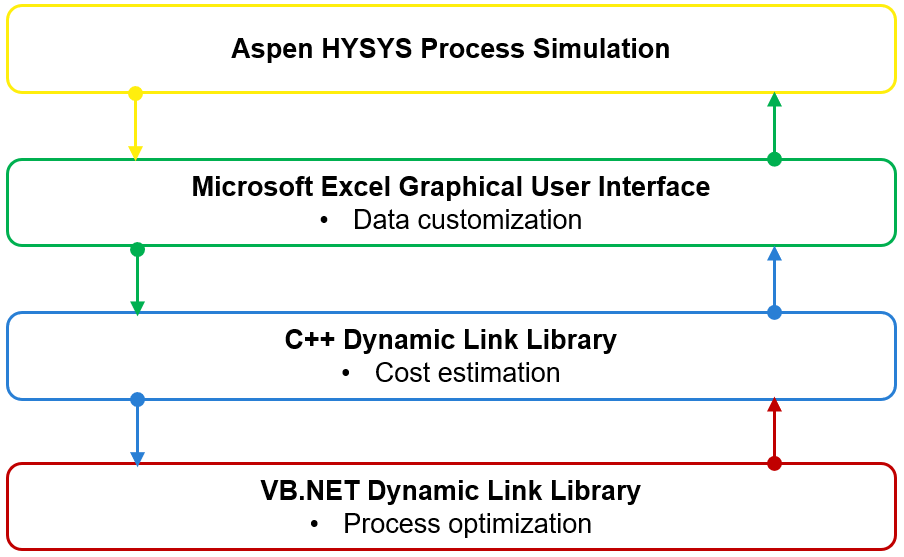 Aspen HYSYS Process Simulation
Microsoft Excel Graphical User Interface
• Data customization
C++ Dynamic Link Library
• Cost estimation
VB.NET Dynamic Link Library
• Process optimization